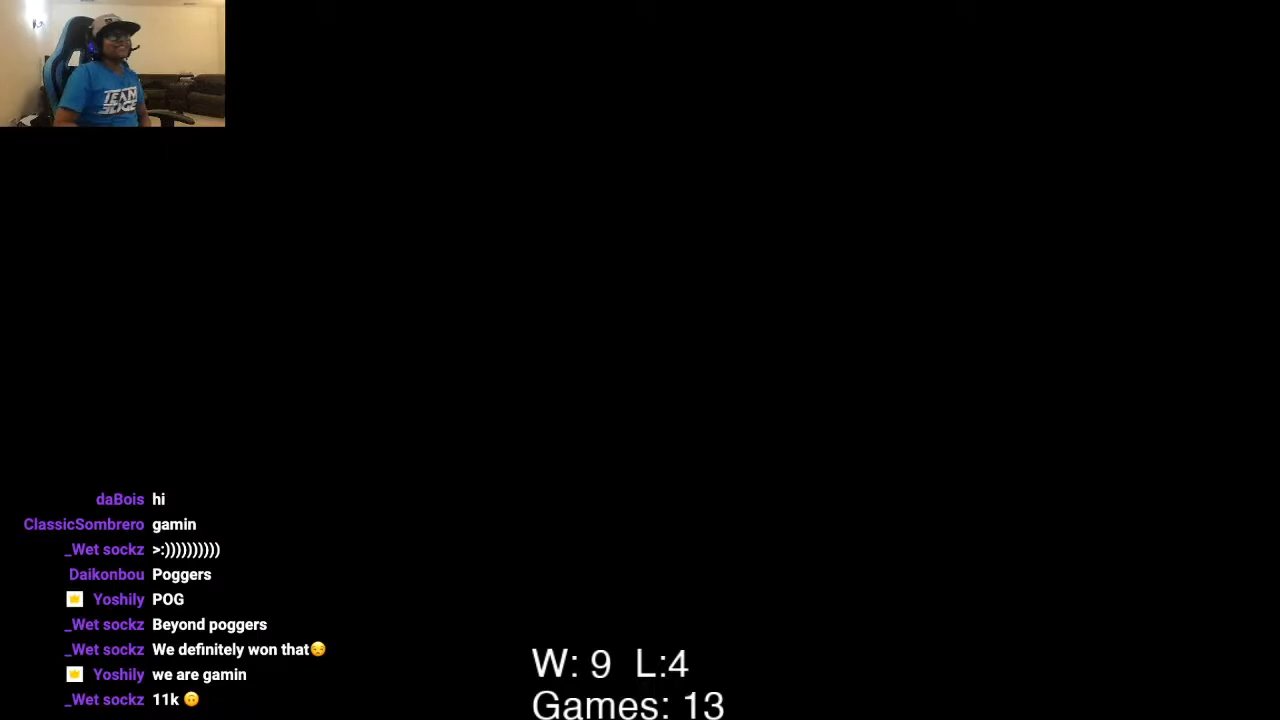 TEAM
daBois hi
ClassicSombrero gamin
_Wet sockz >:))))))))))
Daikonbou Poggers
Yoshily POG
_Wet sockz Beyond poggers
_Wet sockz We definitely won that😔
Yoshily we are gamin
_Wet sockz 11k 🙃
W: 9 L:4
Games: 13